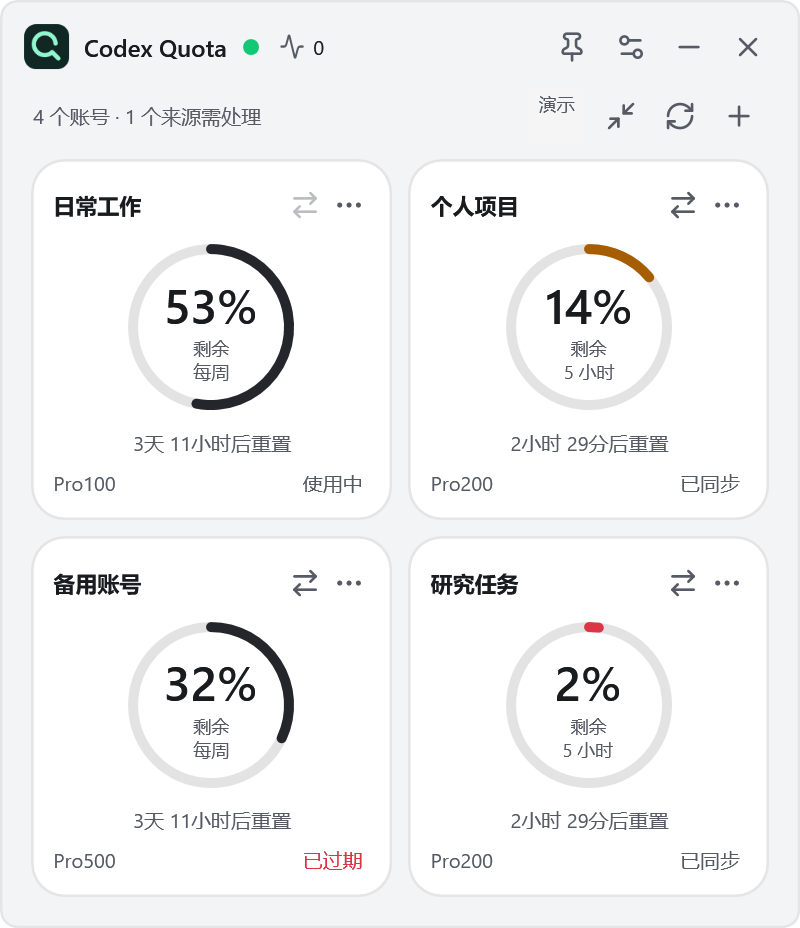 Codex Quota 0
4 个账号 · 1 个来源需处理
演示
日常工作
53%
剩余
每周
3天 11小时后重置
Pro100 使用中
个人项目
14%
剩余
5 小时
2小时 29分后重置
Pro200 已同步
备用账号
32%
剩余
每周
3天 11小时后重置
Pro500 已过期
研究任务
2%
剩余
5 小时
2小时 29分后重置
Pro200 已同步